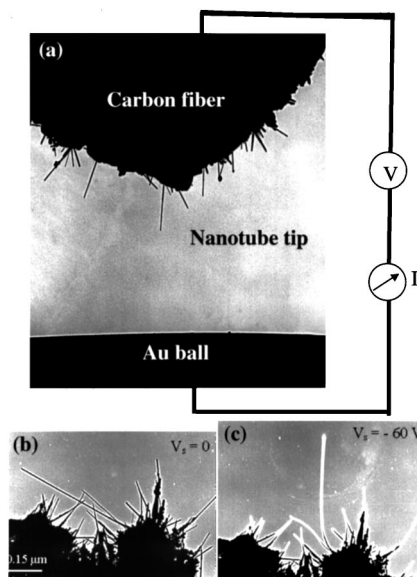 (a)
Carbon fiber
V
I
Nanotube tip
Au ball
(b)
V_s = 0
(c)
V_s = - 60 V
0.15 μm